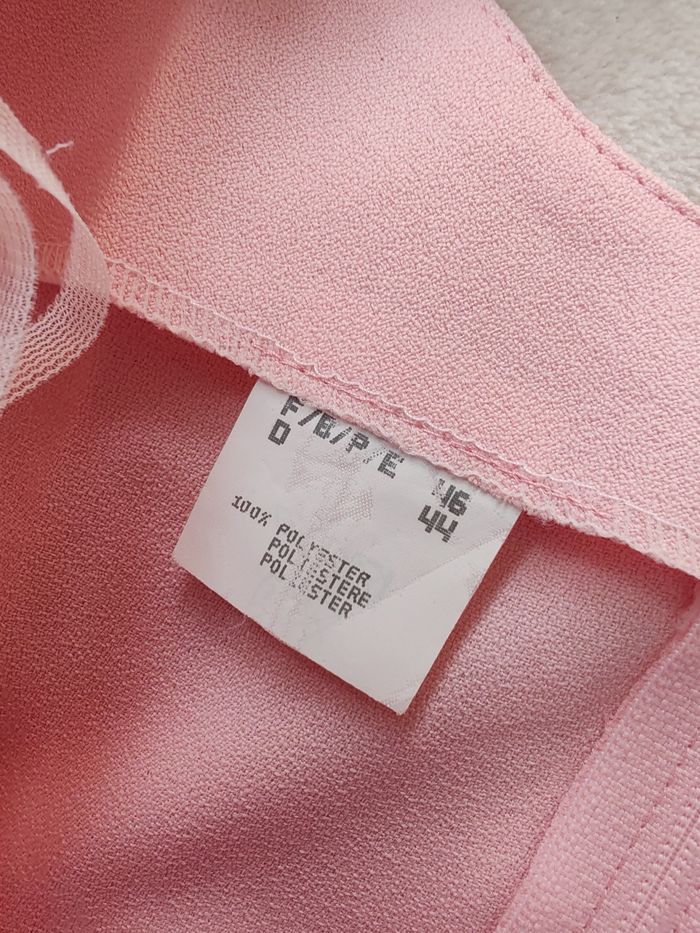 F/B/P/E 46
D 44
100% POLYESTER
POLYESTERE
POLYESTER